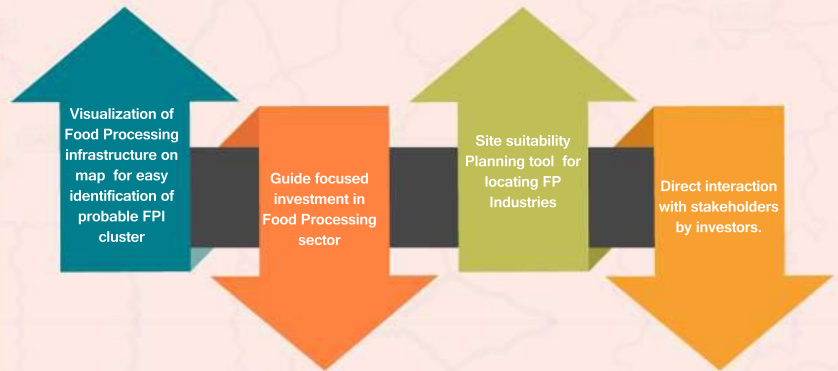 Visualization of
Food Processing
infrastructure on
map for easy
identification of
probable FPI
cluster
Guide focused
investment in
Food Processing
sector
Site suitability
Planning tool for
locating FP
Industries
Direct interaction
with stakeholders
by investors.